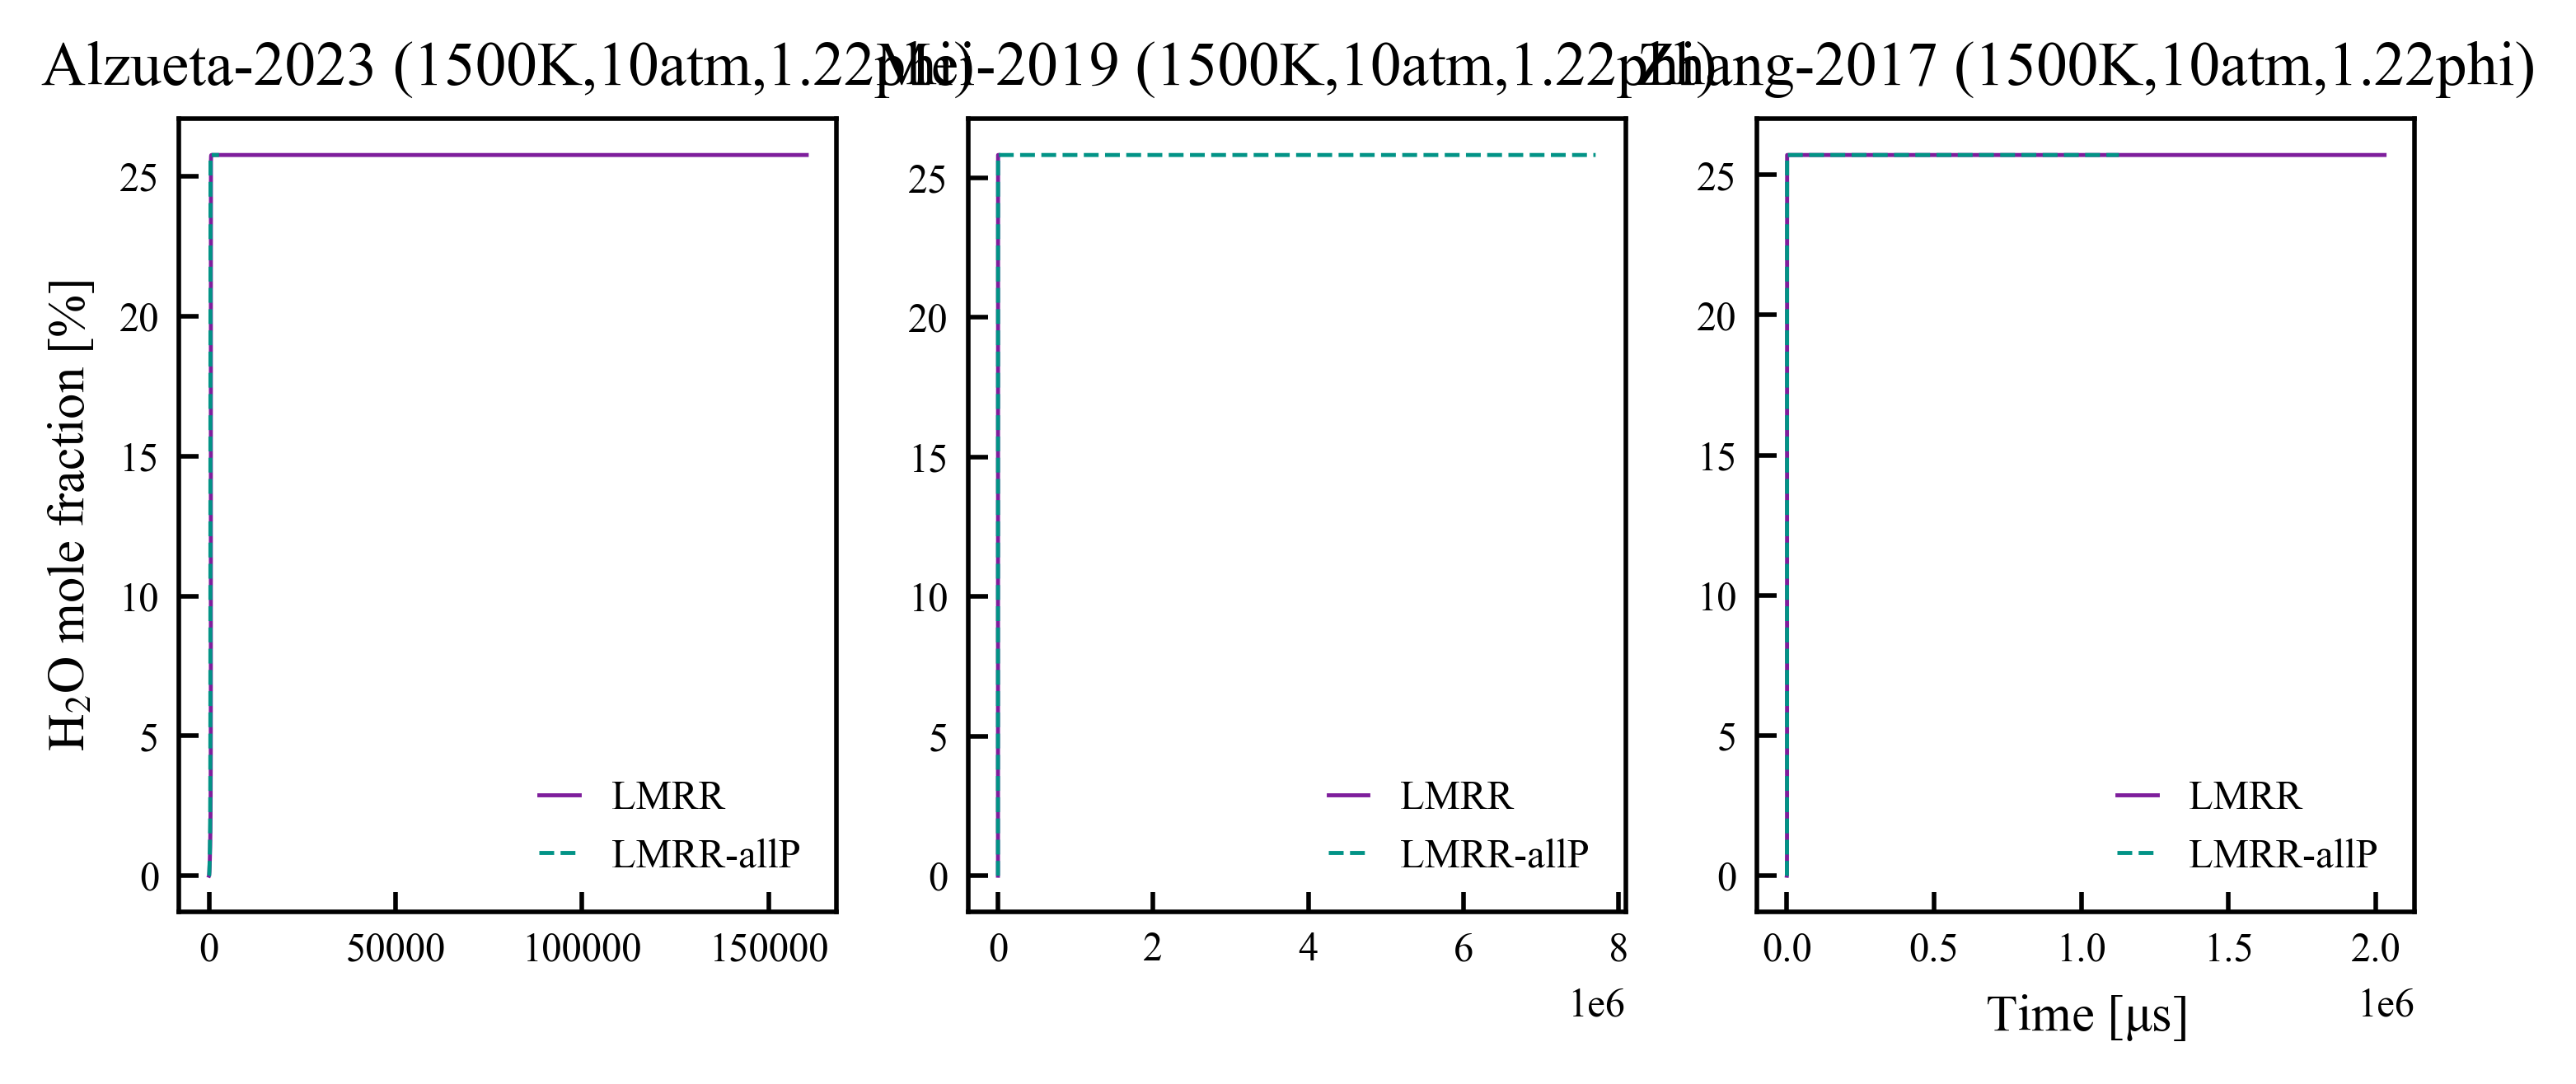 Alzueta-2023 (1500K,10atm,1.22phi)
Mei-2019 (1500K,10atm,1.22phi)
Zhang-2017 (1500K,10atm,1.22phi)
H₂O mole fraction [%]
25
20
15
10
5
0
LMRR
LMRR-allP
0 50000 100000 150000
25
20
15
10
5
0
LMRR
LMRR-allP
0 2 4 6 8
1e6
25
20
15
10
5
0
LMRR
LMRR-allP
0.0 0.5 1.0 1.5 2.0
1e6
Time [μs]